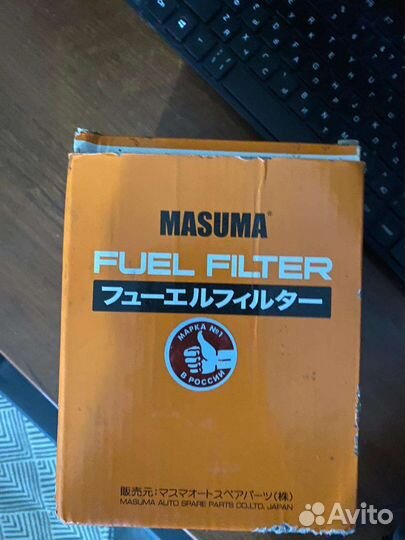 MASUMA®
FUEL FILTER
フューエルフィルター
МАРКА №1
В РОССИИ
販売元:マスマオートスペアパーツ(株)
MASUMA AUTO SPARE PARTS CO.,LTD. JAPAN
Avito